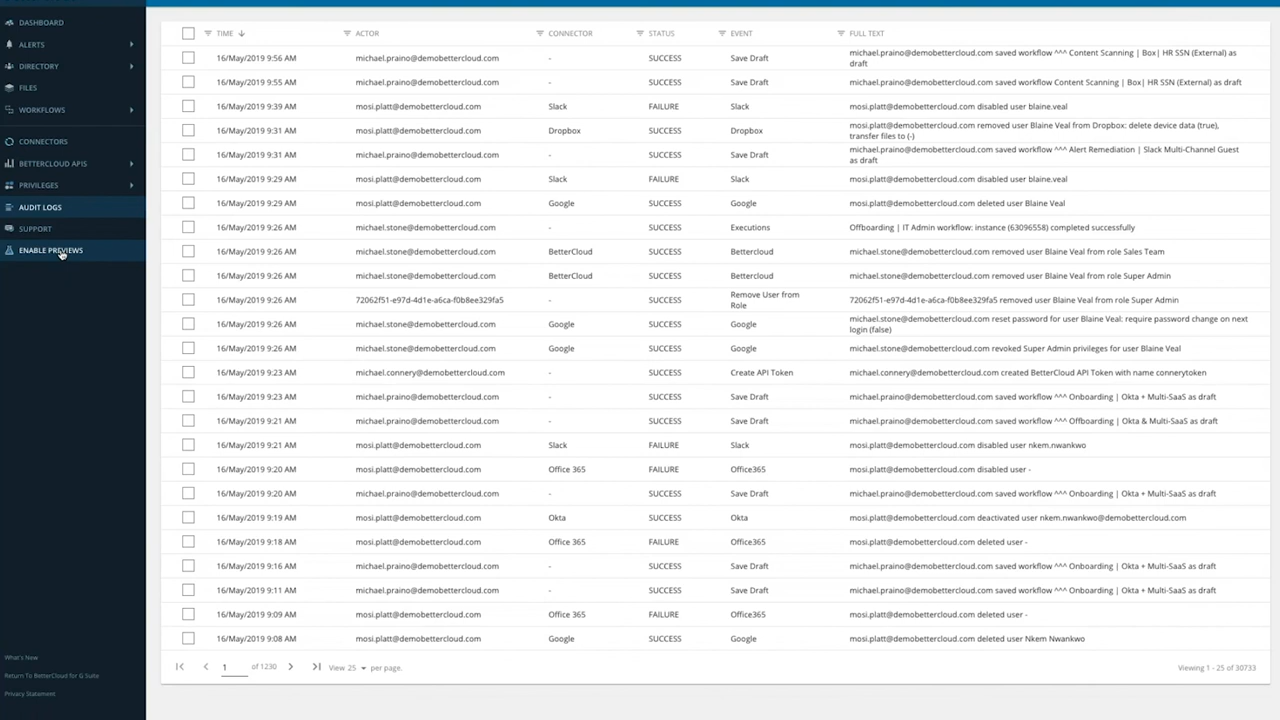 DASHBOARD
ALERTS
DIRECTORY
FILES
WORKFLOWS
CONNECTORS
BETTERCLOUD APIS
PRIVILEGES
AUDIT LOGS
SUPPORT
ENABLE PREVIEWS
What's New
Return To BetterCloud for G Suite
Privacy Statement
TIME ACTOR CONNECTOR STATUS EVENT FULL TEXT
16/May/2019 9:56 AM michael.praino@demobettercloud.com - SUCCESS Save Draft michael.praino@demobettercloud.com saved workflow ^^^ Content Scanning | Box| HR SSN (External) as
draft
16/May/2019 9:55 AM michael.praino@demobettercloud.com - SUCCESS Save Draft michael.praino@demobettercloud.com saved workflow Content Scanning | Box| HR SSN (External) as draft
16/May/2019 9:39 AM mosi.platt@demobettercloud.com Slack FAILURE Slack mosi.platt@demobettercloud.com disabled user blaine.veal
16/May/2019 9:31 AM mosi.platt@demobettercloud.com Dropbox SUCCESS Dropbox mosi.platt@demobettercloud.com removed user Blaine Veal from Dropbox: delete device data (true),
transfer files to (-)
16/May/2019 9:31 AM michael.praino@demobettercloud.com - SUCCESS Save Draft michael.praino@demobettercloud.com saved workflow ^^^ Alert Remediation | Slack Multi-Channel Guest
as draft
16/May/2019 9:29 AM mosi.platt@demobettercloud.com Slack FAILURE Slack mosi.platt@demobettercloud.com disabled user blaine.veal
16/May/2019 9:29 AM mosi.platt@demobettercloud.com Google SUCCESS Google mosi.platt@demobettercloud.com deleted user Blaine Veal
16/May/2019 9:26 AM michael.stone@demobettercloud.com - SUCCESS Executions Offboarding | IT Admin workflow: instance (63096558) completed successfully
16/May/2019 9:26 AM michael.stone@demobettercloud.com BetterCloud SUCCESS Bettercloud michael.stone@demobettercloud.com removed user Blaine Veal from role Sales Team
16/May/2019 9:26 AM michael.stone@demobettercloud.com BetterCloud SUCCESS Bettercloud michael.stone@demobettercloud.com removed user Blaine Veal from role Super Admin
16/May/2019 9:26 AM 72062f51-e97d-4d1e-a6ca-f0b8ee329fa5 - SUCCESS Remove User from
Role 72062f51-e97d-4d1e-a6ca-f0b8ee329fa5 removed user Blaine Veal from role Super Admin
16/May/2019 9:26 AM michael.stone@demobettercloud.com Google SUCCESS Google michael.stone@demobettercloud.com reset password for user Blaine Veal: require password change on next
login (false)
16/May/2019 9:26 AM michael.stone@demobettercloud.com Google SUCCESS Google michael.stone@demobettercloud.com revoked Super Admin privileges for user Blaine Veal
16/May/2019 9:23 AM michael.connery@demobettercloud.com - SUCCESS Create API Token michael.connery@demobettercloud.com created BetterCloud API Token with name connerytoken
16/May/2019 9:23 AM michael.praino@demobettercloud.com - SUCCESS Save Draft michael.praino@demobettercloud.com saved workflow ^^^ Onboarding | Okta + Multi-SaaS as draft
16/May/2019 9:21 AM michael.praino@demobettercloud.com - SUCCESS Save Draft michael.praino@demobettercloud.com saved workflow ^^^ Offboarding | Okta & Multi-SaaS as draft
16/May/2019 9:21 AM mosi.platt@demobettercloud.com Slack FAILURE Slack mosi.platt@demobettercloud.com disabled user nkem.nwankwo
16/May/2019 9:20 AM mosi.platt@demobettercloud.com Office 365 FAILURE Office365 mosi.platt@demobettercloud.com disabled user -
16/May/2019 9:20 AM michael.praino@demobettercloud.com - SUCCESS Save Draft michael.praino@demobettercloud.com saved workflow ^^^ Onboarding | Okta + Multi-SaaS as draft
16/May/2019 9:19 AM mosi.platt@demobettercloud.com Okta SUCCESS Okta mosi.platt@demobettercloud.com deactivated user nkem.nwankwo@demobettercloud.com
16/May/2019 9:18 AM mosi.platt@demobettercloud.com Office 365 FAILURE Office365 mosi.platt@demobettercloud.com deleted user -
16/May/2019 9:16 AM michael.praino@demobettercloud.com - SUCCESS Save Draft michael.praino@demobettercloud.com saved workflow ^^^ Onboarding | Okta + Multi-SaaS as draft
16/May/2019 9:11 AM michael.praino@demobettercloud.com - SUCCESS Save Draft michael.praino@demobettercloud.com saved workflow ^^^ Onboarding | Okta + Multi-SaaS as draft
16/May/2019 9:09 AM mosi.platt@demobettercloud.com Office 365 FAILURE Office365 mosi.platt@demobettercloud.com deleted user -
16/May/2019 9:08 AM mosi.platt@demobettercloud.com Google SUCCESS Google mosi.platt@demobettercloud.com deleted user Nkem Nwankwo
1 of 1230 View 25 per page. Viewing 1 - 25 of 30733